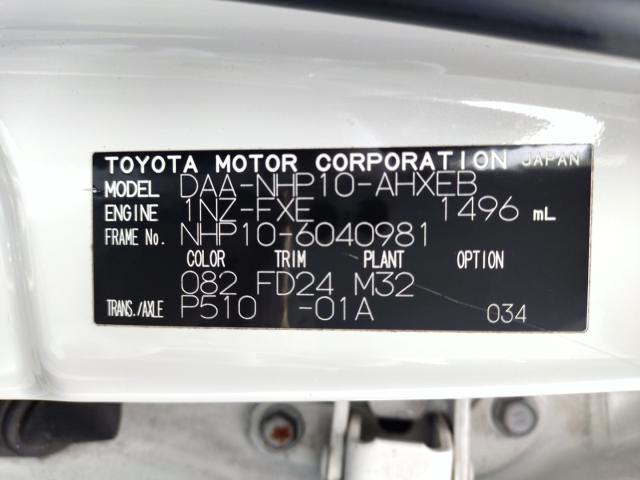 TOYOTA MOTOR CORPORATION JAPAN
MODEL DAA-NHP10-AHXEB
ENGINE 1NZ-FXE 1496 mL
FRAME No. NHP10-6040981
COLOR TRIM PLANT OPTION
082 FD24 M32
TRANS./AXLE P510 -01A 034